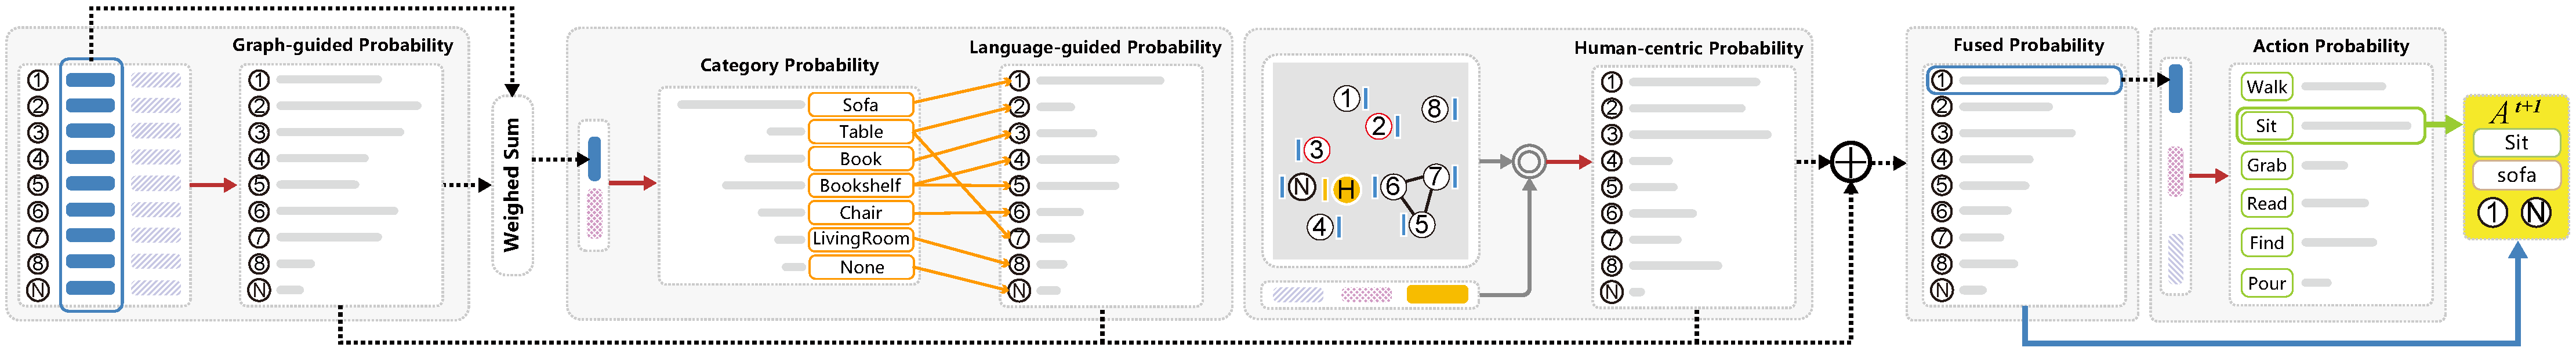 Graph-guided Probability
1
2
3
4
5
6
7
8
N
1
2
3
4
5
6
7
8
N
Weighed Sum
Category Probability
Sofa
Table
Book
Bookshelf
Chair
LivingRoom
None
Language-guided Probability
1
2
3
4
5
6
7
8
N
Human-centric Probability
1
8
2
3
N
H
6
7
4
5
1
2
3
4
5
6
7
8
N
Fused Probability
1
2
3
4
5
6
7
8
N
Action Probability
Walk
Sit
Grab
Read
Find
Pour
A t+1
Sit
sofa
1 N